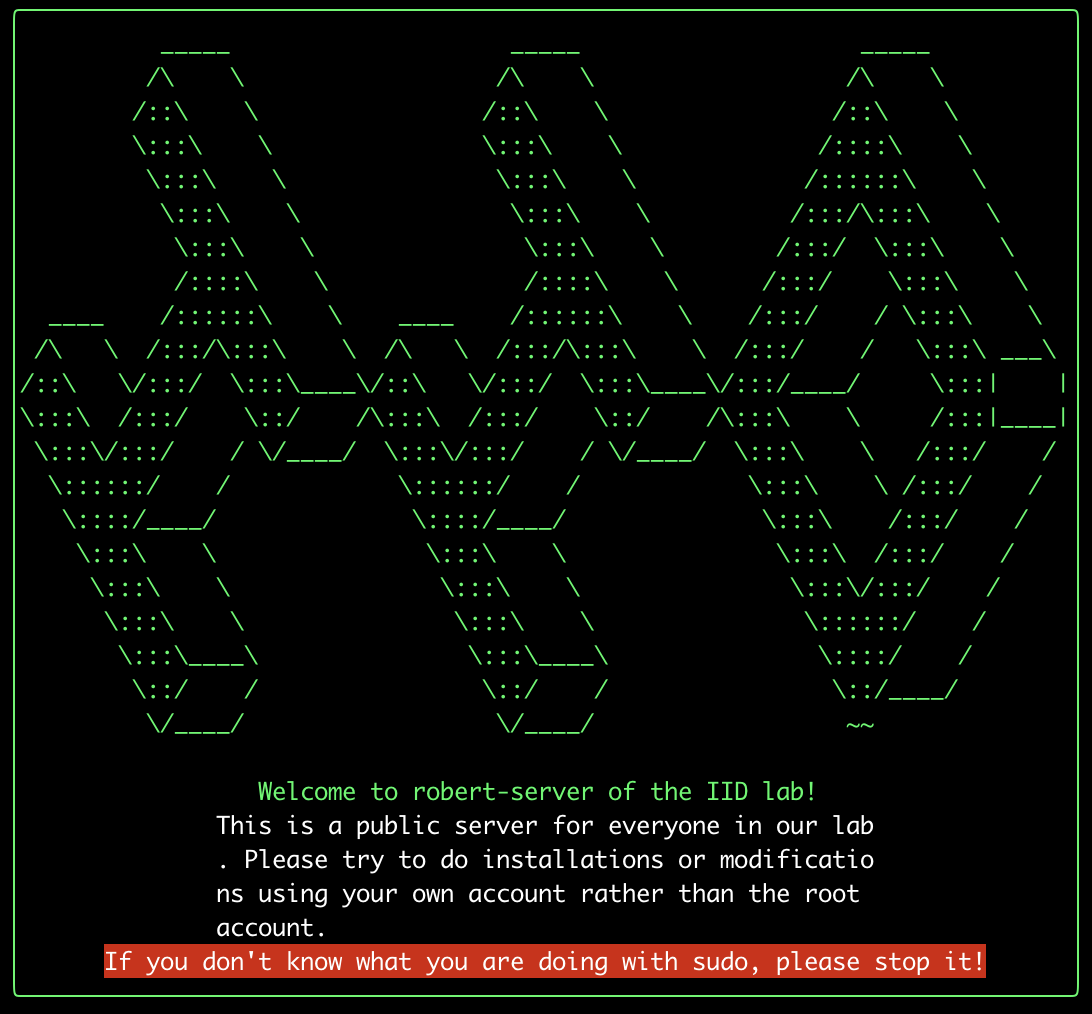 Welcome to robert-server of the IID lab!
This is a public server for everyone in our lab
. Please try to do installations or modificatio
ns using your own account rather than the root
account.
If you don't know what you are doing with sudo, please stop it!